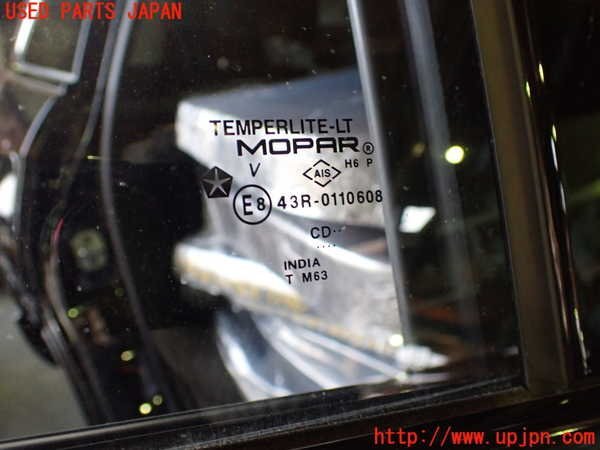 USED PARTS JAPAN
TEMPERLITE-LT
MOPAR®
V AIS H6 P
E8 43R-0110608
CD··
····
INDIA
T M63
http://www.upjpn.com/